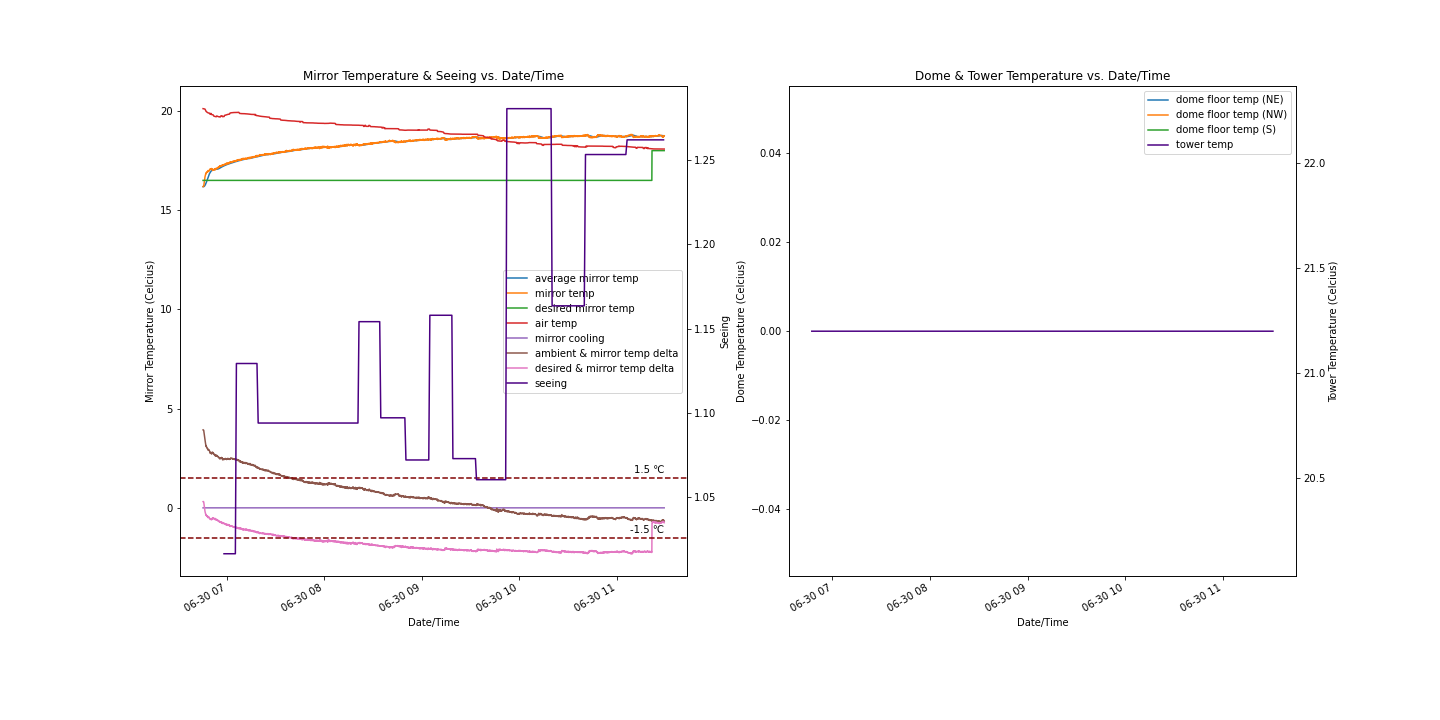 Mirror Temperature & Seeing vs. Date/Time
20
15
10
5
0
Mirror Temperature (Celcius)
1.25
1.20
1.15
1.10
1.05
Seeing
average mirror temp
mirror temp
desired mirror temp
air temp
mirror cooling
ambient & mirror temp delta
desired & mirror temp delta
seeing
1.5 °C
-1.5 °C
06-30 07
06-30 08
06-30 09
06-30 10
06-30 11
Date/Time
Dome & Tower Temperature vs. Date/Time
0.04
0.02
0.00
−0.02
−0.04
Dome Temperature (Celcius)
dome floor temp (NE)
dome floor temp (NW)
dome floor temp (S)
tower temp
22.0
21.5
21.0
20.5
Tower Temperature (Celcius)
06-30 07
06-30 08
06-30 09
06-30 10
06-30 11
Date/Time